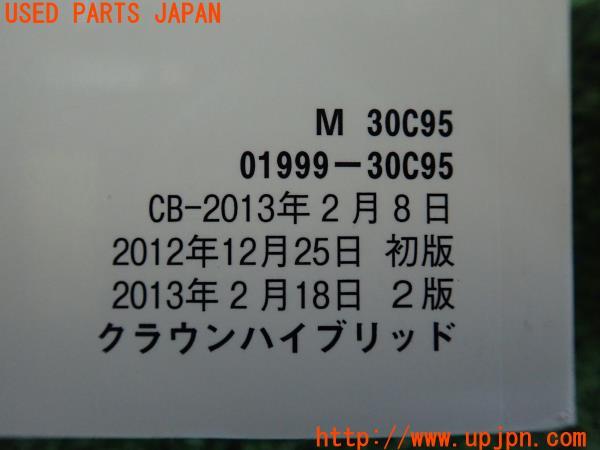 USED PARTS JAPAN
M 30C95
01999-30C95
CB-2013年2月8日
2012年12月25日 初版
2013年2月18日 2版
クラウンハイブリッド
http://www.upjpn.com/